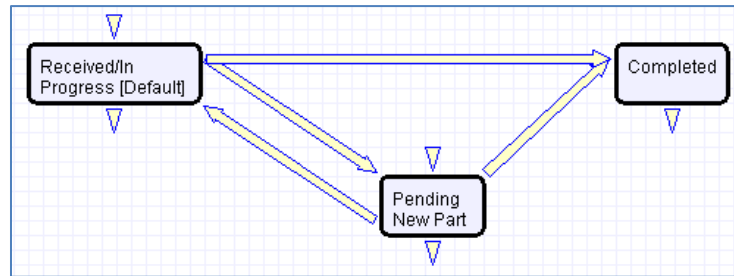 Received/In
Progress [Default]
Completed
Pending
New Part